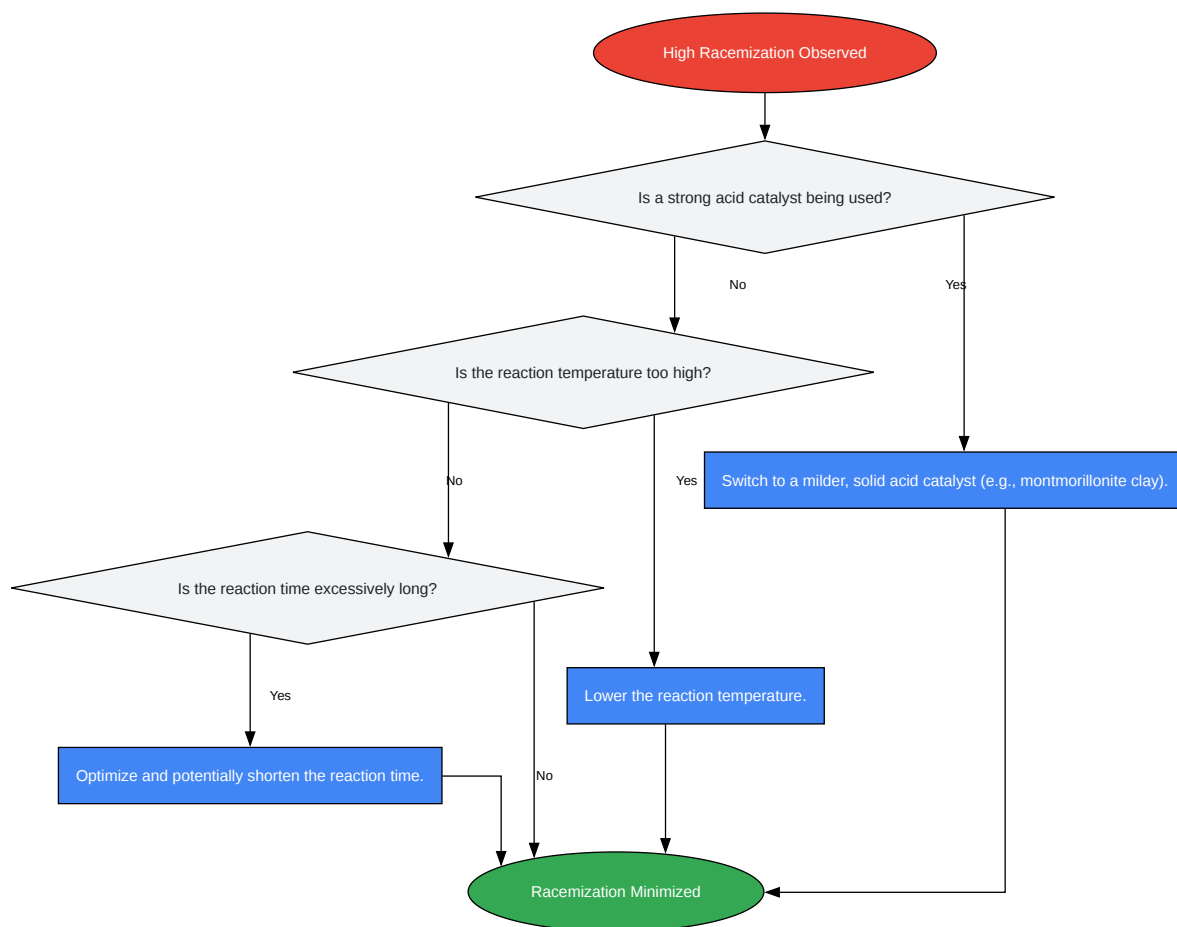 High Racemization Observed
Is a strong acid catalyst being used?
No
Yes
Is the reaction temperature too high?
No
Yes
Switch to a milder, solid acid catalyst (e.g., montmorillonite clay).
Is the reaction time excessively long?
Yes
Lower the reaction temperature.
Optimize and potentially shorten the reaction time.
No
Racemization Minimized